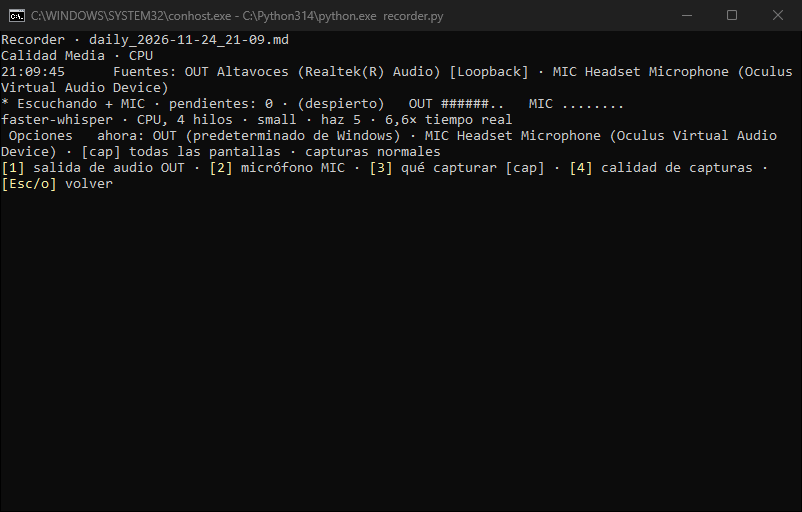 C:\WINDOWS\SYSTEM32\conhost.exe - C:\Python314\python.exe recorder.py
Recorder · daily_2026-11-24_21-09.md
Calidad Media · CPU
21:09:45      Fuentes: OUT Altavoces (Realtek(R) Audio) [Loopback] · MIC Headset Microphone (Oculus
Virtual Audio Device)
* Escuchando + MIC · pendientes: 0 · (despierto)   OUT ######..   MIC ........
faster-whisper · CPU, 4 hilos · small · haz 5 · 6,6× tiempo real
 Opciones   ahora: OUT (predeterminado de Windows) · MIC Headset Microphone (Oculus Virtual Audio
Device) · [cap] todas las pantallas · capturas normales
[1] salida de audio OUT · [2] micrófono MIC · [3] qué capturar [cap] · [4] calidad de capturas ·
[Esc/o] volver